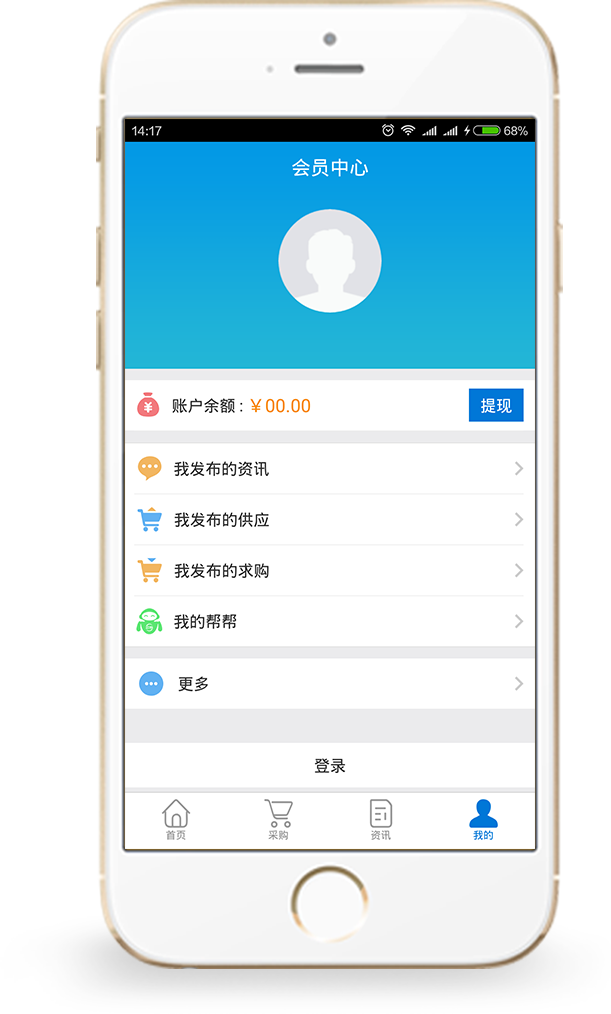 14:17 68%
会员中心
账户余额：￥00.00 提现
我发布的资讯
我发布的供应
我发布的求购
我的帮帮
更多
登录
首页 采购 资讯 我的